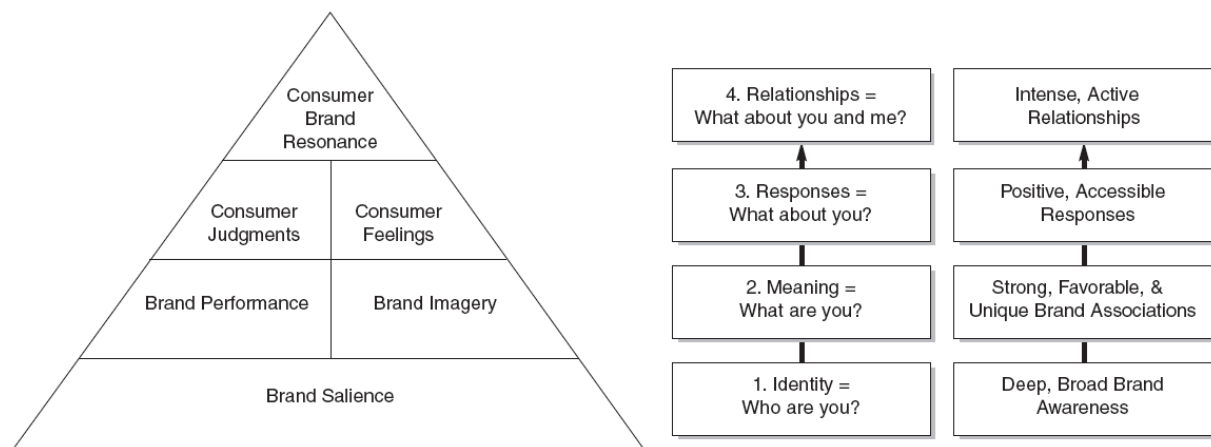 Consumer
Brand
Resonance
Consumer
Judgments
Consumer
Feelings
Brand Performance
Brand Imagery
Brand Salience
4. Relationships =
What about you and me?
Intense, Active
Relationships
3. Responses =
What about you?
Positive, Accessible
Responses
2. Meaning =
What are you?
Strong, Favorable, &
Unique Brand Associations
1. Identity =
Who are you?
Deep, Broad Brand
Awareness